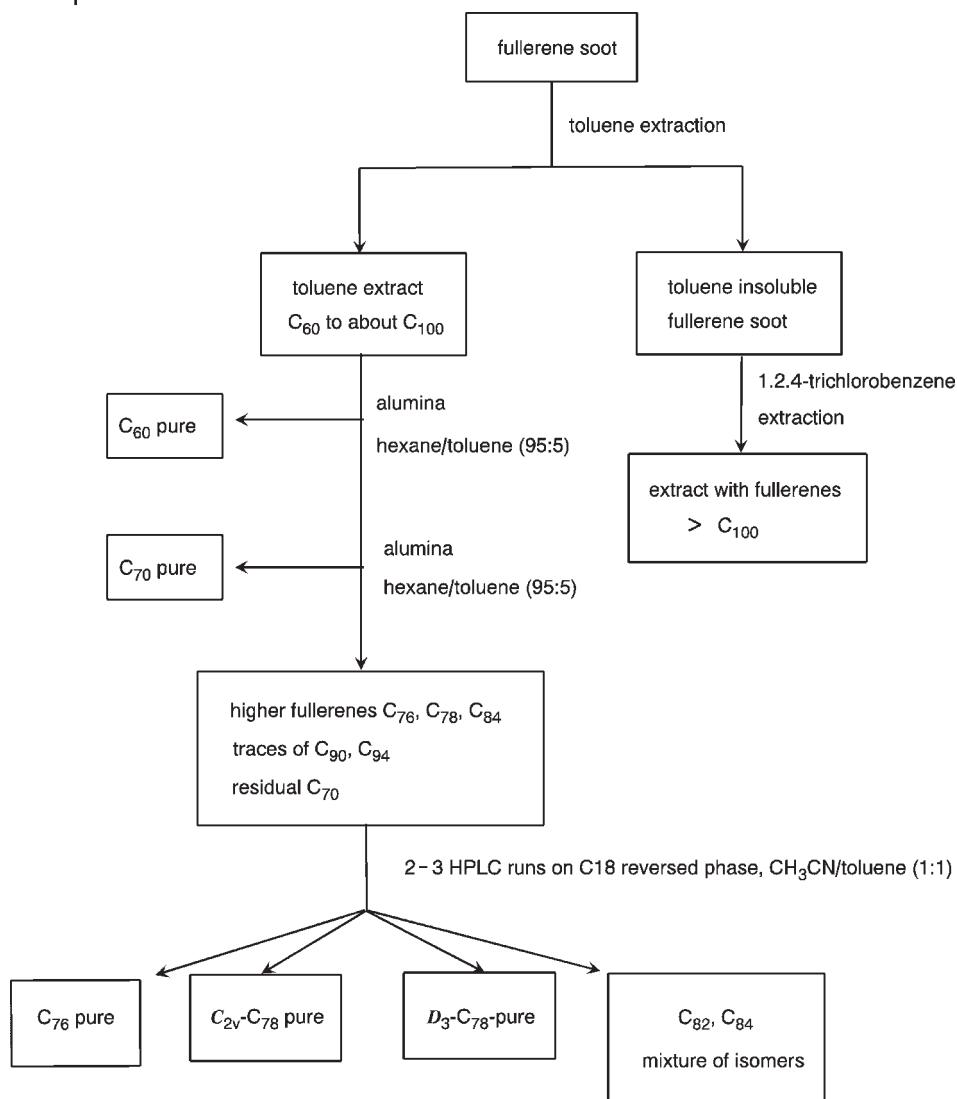 fullerene soot
toluene extraction
toluene extract
C60 to about C100
toluene insoluble
fullerene soot
1.2.4-trichlorobenzene
extraction
C60 pure
alumina
hexane/toluene (95:5)
extract with fullerenes
> C100
C70 pure
alumina
hexane/toluene (95:5)
higher fullerenes C76, C78, C84
traces of C90, C94
residual C70
2–3 HPLC runs on C18 reversed phase, CH3CN/toluene (1:1)
C76 pure
C2v-C78 pure
D3-C78-pure
C82, C84
mixture of isomers